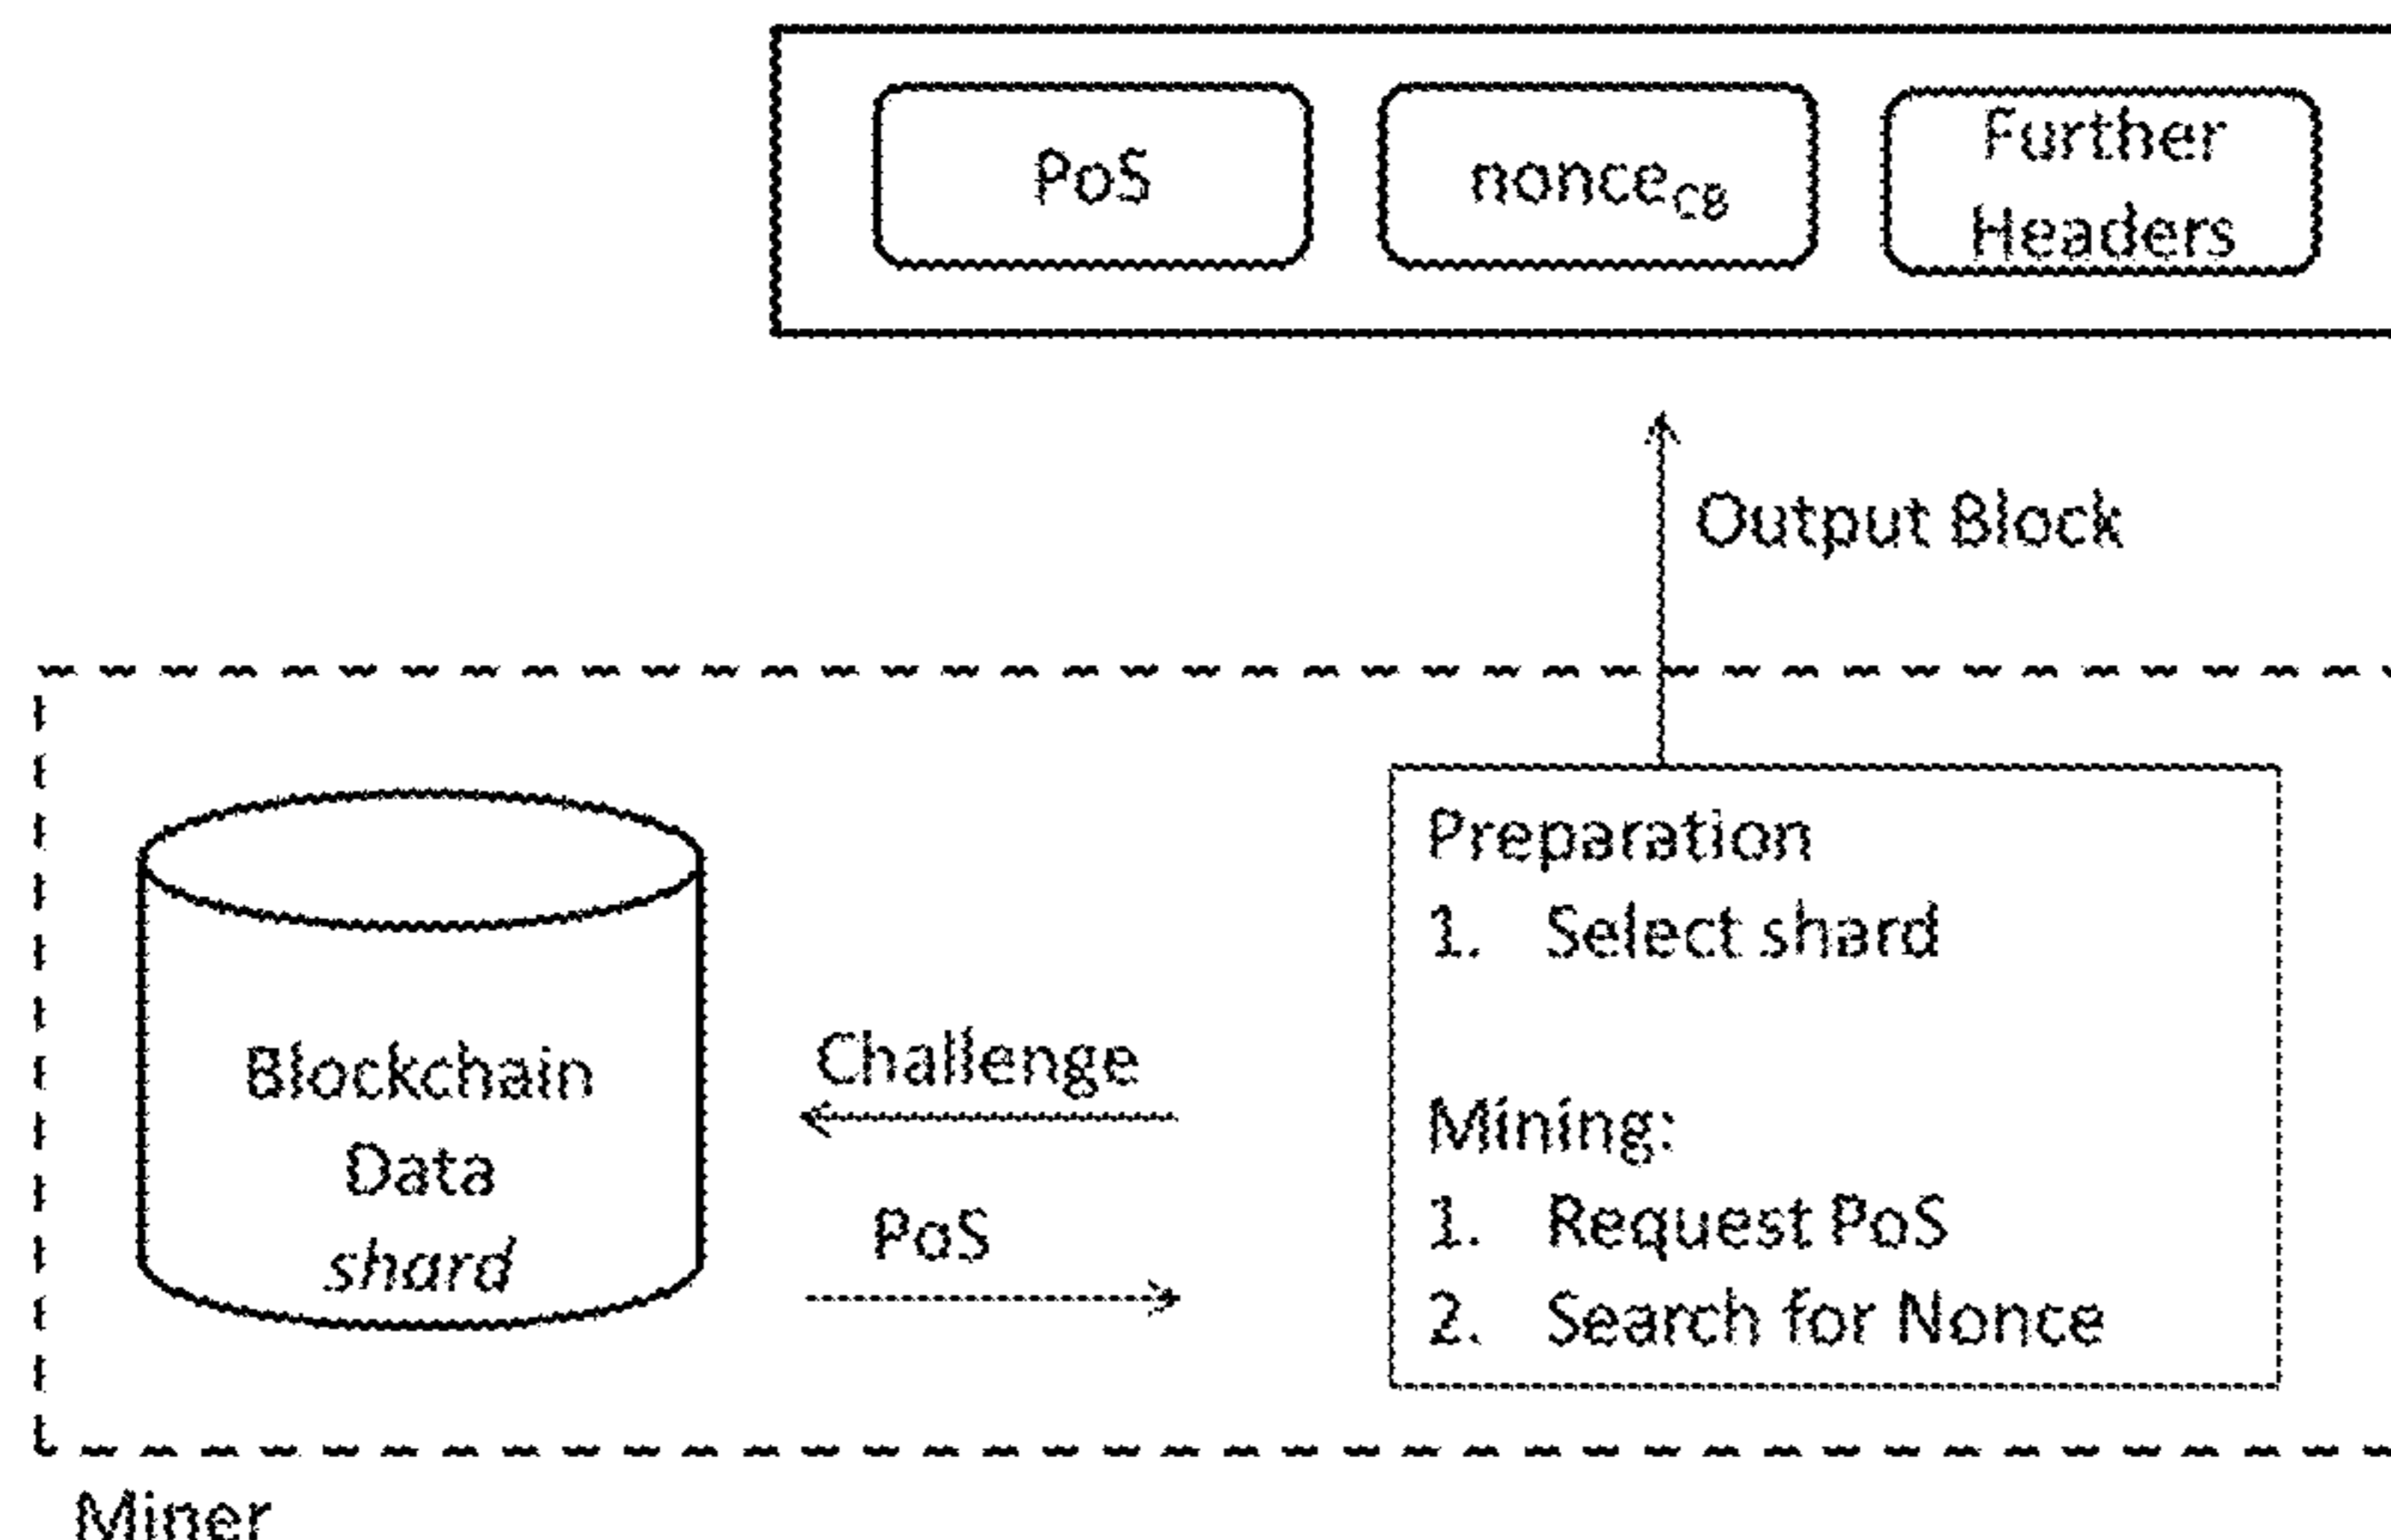 PoS
nonceCB
Further
Headers
Output Block
Preparation
1. Select shard
Mining:
1. Request PoS
2. Search for Nonce
Challenge
PoS
Blockchain
Data
shard
Miner